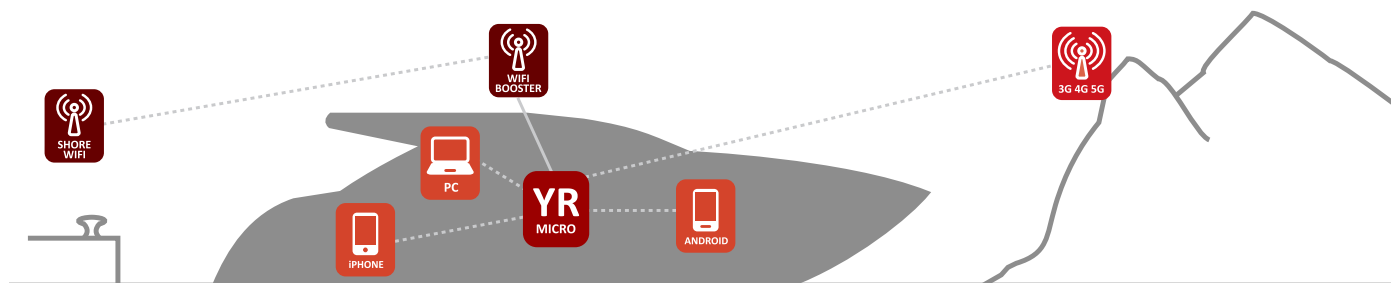 SHORE
WIFI
WIFI
BOOSTER
3G 4G 5G
PC
YR
MICRO
iPHONE
ANDROID